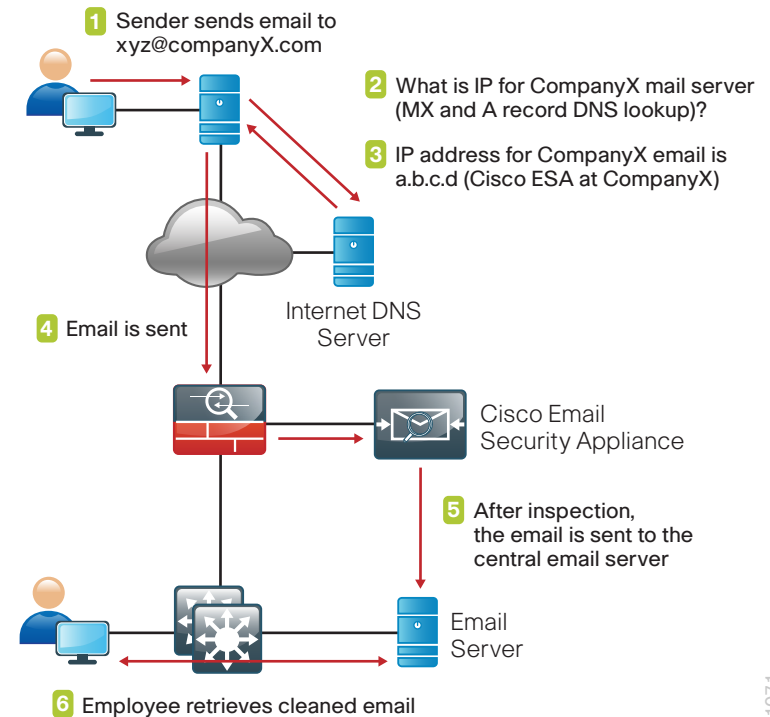 1 Sender sends email to
xyz@companyX.com
2 What is IP for CompanyX mail server
(MX and A record DNS lookup)?
3 IP address for CompanyX email is
a.b.c.d (Cisco ESA at CompanyX)
Internet DNS
Server
4 Email is sent
Cisco Email
Security Appliance
5 After inspection,
the email is sent to the
central email server
Email
Server
6 Employee retrieves cleaned email